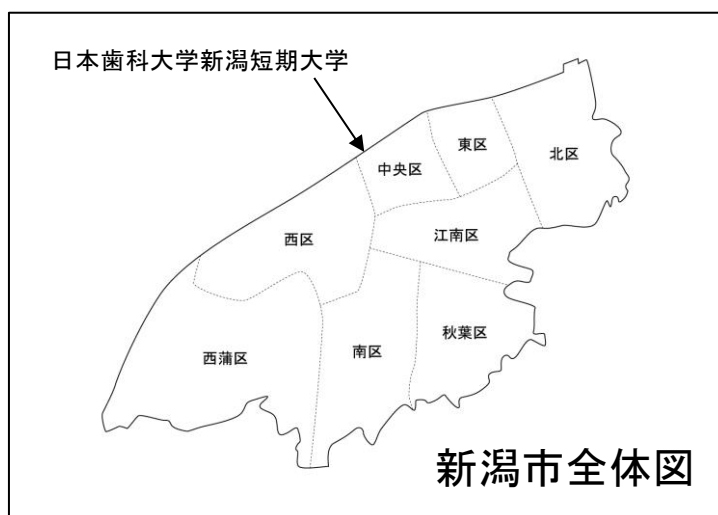 日本歯科大学新潟短期大学
東区
北区
中央区
西区
江南区
秋葉区
西蒲区
南区
新潟市全体図